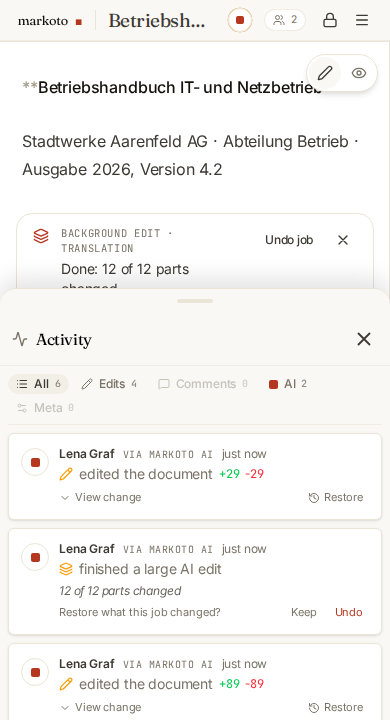 markoto
Betriebsh...
2
**Betriebshandbuch IT- und Netzbetrieb
Stadtwerke Aarenfeld AG · Abteilung Betrieb ·
Ausgabe 2026, Version 4.2
BACKGROUND EDIT ·
TRANSLATION
Undo job
Done: 12 of 12 parts
changed
Activity
All 6
Edits 4
Comments 0
AI 2
Meta 0
Lena Graf VIA MARKOTO AI just now
edited the document +29 -29
View change
Restore
Lena Graf VIA MARKOTO AI just now
finished a large AI edit
12 of 12 parts changed
Restore what this job changed?
Keep
Undo
Lena Graf VIA MARKOTO AI just now
edited the document +89 -89
View change
Restore